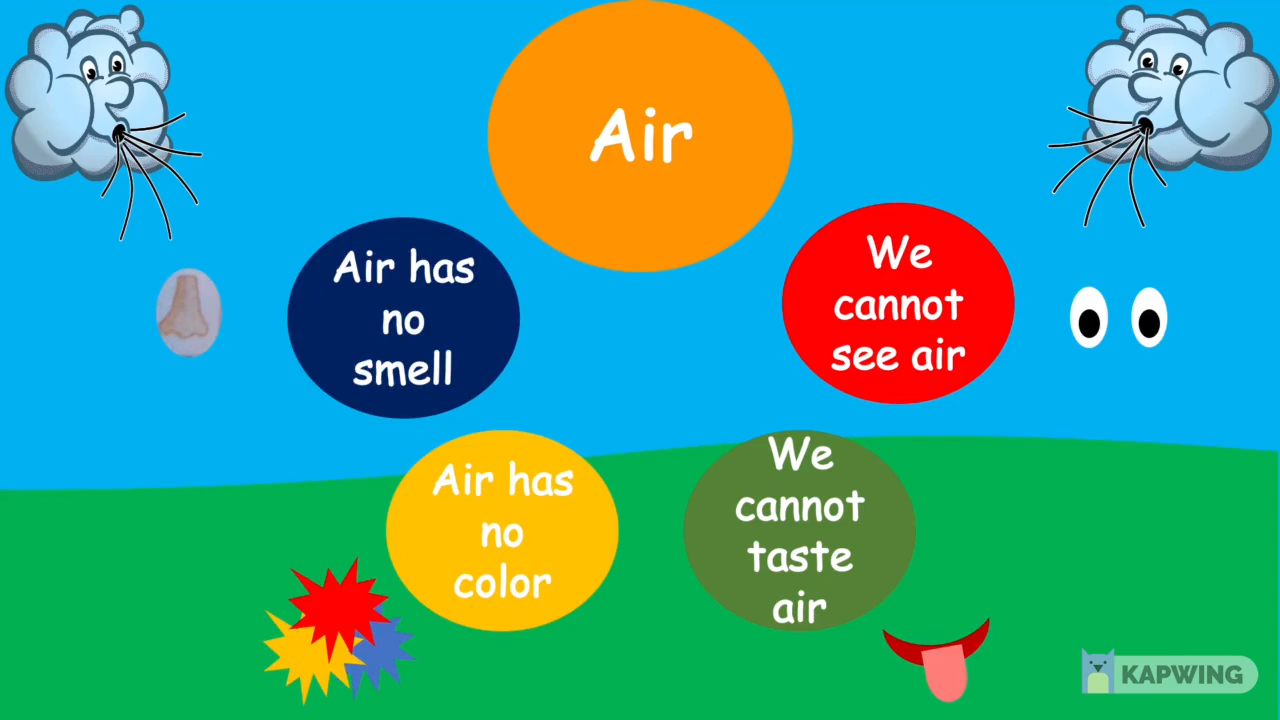 Air
Air has
no
smell
We
cannot
see air
Air has
no
color
We
cannot
taste
air
KAPWING